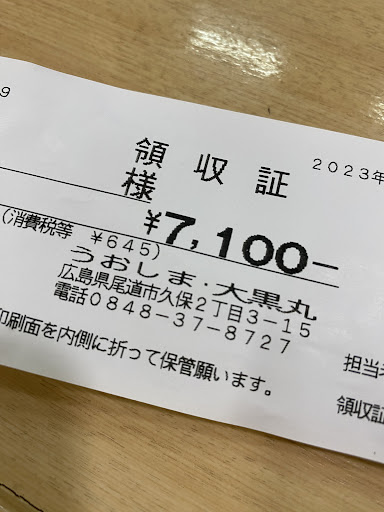 9
領収証
2023年
様
¥7,100-
(消費税等 ¥645)
うおしま・大黒丸
広島県尾道市久保2丁目3-15
電話0848-37-8727
印刷面を内側に折って保管願います。
担当者
領収証